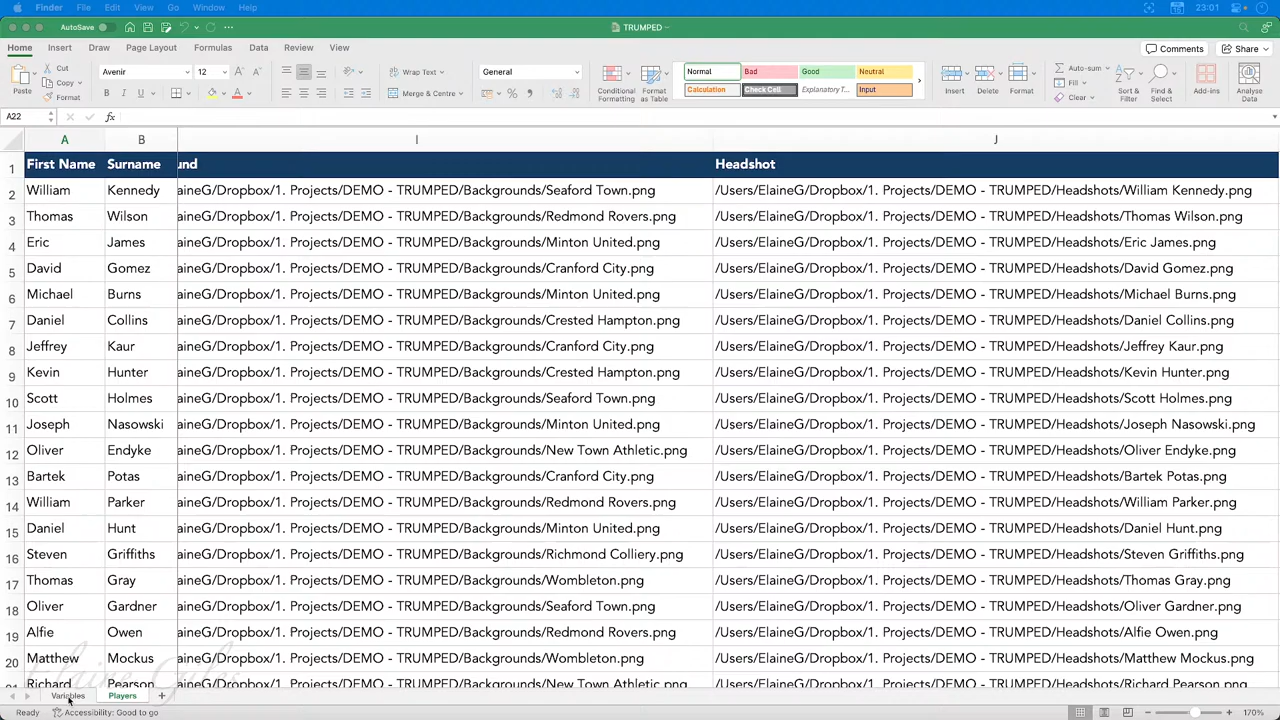 Finder File Edit View Go Window Help 23:01
AutoSave TRUMPED
Home Insert Draw Page Layout Formulas Data Review View Comments Share
Paste Cut Copy Format Avenir 12 Wrap Text Merge & Centre General Conditional Formatting Format as Table Normal Bad Good Neutral Calculation Check Cell Explanatory T... Input Insert Delete Format Auto-sum Fill Clear Sort & Filter Find & Select Add-ins Analyse Data
A22 fx
A B I J
1 First Name Surname und Headshot
2 William Kennedy aineG/Dropbox/1. Projects/DEMO - TRUMPED/Backgrounds/Seaford Town.png /Users/ElaineG/Dropbox/1. Projects/DEMO - TRUMPED/Headshots/William Kennedy.png
3 Thomas Wilson aineG/Dropbox/1. Projects/DEMO - TRUMPED/Backgrounds/Redmond Rovers.png /Users/ElaineG/Dropbox/1. Projects/DEMO - TRUMPED/Headshots/Thomas Wilson.png
4 Eric James aineG/Dropbox/1. Projects/DEMO - TRUMPED/Backgrounds/Minton United.png /Users/ElaineG/Dropbox/1. Projects/DEMO - TRUMPED/Headshots/Eric James.png
5 David Gomez aineG/Dropbox/1. Projects/DEMO - TRUMPED/Backgrounds/Cranford City.png /Users/ElaineG/Dropbox/1. Projects/DEMO - TRUMPED/Headshots/David Gomez.png
6 Michael Burns aineG/Dropbox/1. Projects/DEMO - TRUMPED/Backgrounds/Minton United.png /Users/ElaineG/Dropbox/1. Projects/DEMO - TRUMPED/Headshots/Michael Burns.png
7 Daniel Collins aineG/Dropbox/1. Projects/DEMO - TRUMPED/Backgrounds/Crested Hampton.png /Users/ElaineG/Dropbox/1. Projects/DEMO - TRUMPED/Headshots/Daniel Collins.png
8 Jeffrey Kaur aineG/Dropbox/1. Projects/DEMO - TRUMPED/Backgrounds/Cranford City.png /Users/ElaineG/Dropbox/1. Projects/DEMO - TRUMPED/Headshots/Jeffrey Kaur.png
9 Kevin Hunter aineG/Dropbox/1. Projects/DEMO - TRUMPED/Backgrounds/Crested Hampton.png /Users/ElaineG/Dropbox/1. Projects/DEMO - TRUMPED/Headshots/Kevin Hunter.png
10 Scott Holmes aineG/Dropbox/1. Projects/DEMO - TRUMPED/Backgrounds/Seaford Town.png /Users/ElaineG/Dropbox/1. Projects/DEMO - TRUMPED/Headshots/Scott Holmes.png
11 Joseph Nasowski aineG/Dropbox/1. Projects/DEMO - TRUMPED/Backgrounds/Minton United.png /Users/ElaineG/Dropbox/1. Projects/DEMO - TRUMPED/Headshots/Joseph Nasowski.png
12 Oliver Endyke aineG/Dropbox/1. Projects/DEMO - TRUMPED/Backgrounds/New Town Athletic.png /Users/ElaineG/Dropbox/1. Projects/DEMO - TRUMPED/Headshots/Oliver Endyke.png
13 Bartek Potas aineG/Dropbox/1. Projects/DEMO - TRUMPED/Backgrounds/Cranford City.png /Users/ElaineG/Dropbox/1. Projects/DEMO - TRUMPED/Headshots/Bartek Potas.png
14 William Parker aineG/Dropbox/1. Projects/DEMO - TRUMPED/Backgrounds/Redmond Rovers.png /Users/ElaineG/Dropbox/1. Projects/DEMO - TRUMPED/Headshots/William Parker.png
15 Daniel Hunt aineG/Dropbox/1. Projects/DEMO - TRUMPED/Backgrounds/Minton United.png /Users/ElaineG/Dropbox/1. Projects/DEMO - TRUMPED/Headshots/Daniel Hunt.png
16 Steven Griffiths aineG/Dropbox/1. Projects/DEMO - TRUMPED/Backgrounds/Richmond Colliery.png /Users/ElaineG/Dropbox/1. Projects/DEMO - TRUMPED/Headshots/Steven Griffiths.png
17 Thomas Gray aineG/Dropbox/1. Projects/DEMO - TRUMPED/Backgrounds/Wombleton.png /Users/ElaineG/Dropbox/1. Projects/DEMO - TRUMPED/Headshots/Thomas Gray.png
18 Oliver Gardner aineG/Dropbox/1. Projects/DEMO - TRUMPED/Backgrounds/Seaford Town.png /Users/ElaineG/Dropbox/1. Projects/DEMO - TRUMPED/Headshots/Oliver Gardner.png
19 Alfie Owen aineG/Dropbox/1. Projects/DEMO - TRUMPED/Backgrounds/Redmond Rovers.png /Users/ElaineG/Dropbox/1. Projects/DEMO - TRUMPED/Headshots/Alfie Owen.png
20 Matthew Mockus aineG/Dropbox/1. Projects/DEMO - TRUMPED/Backgrounds/Wombleton.png /Users/ElaineG/Dropbox/1. Projects/DEMO - TRUMPED/Headshots/Matthew Mockus.png
21 Richard Pearson aineG/Dropbox/1. Projects/DEMO - TRUMPED/Backgrounds/New Town Athletic.png /Users/ElaineG/Dropbox/1. Projects/DEMO - TRUMPED/Headshots/Richard Pearson.png
Variables Players +
Ready Accessibility: Good to go 170%